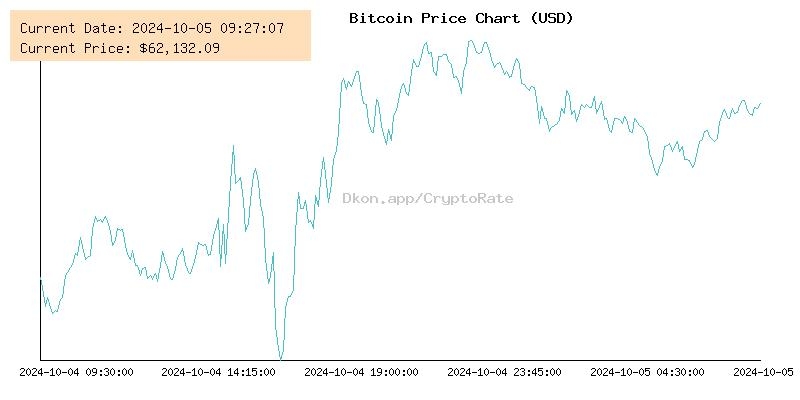 Bitcoin Price Chart (USD)
Current Date: 2024-10-05 09:27:07
Current Price: $62,132.09
Dkon.app/CryptoRate
2024-10-04 09:30:00 2024-10-04 14:15:00 2024-10-04 19:00:00 2024-10-04 23:45:00 2024-10-05 04:30:00 2024-10-05